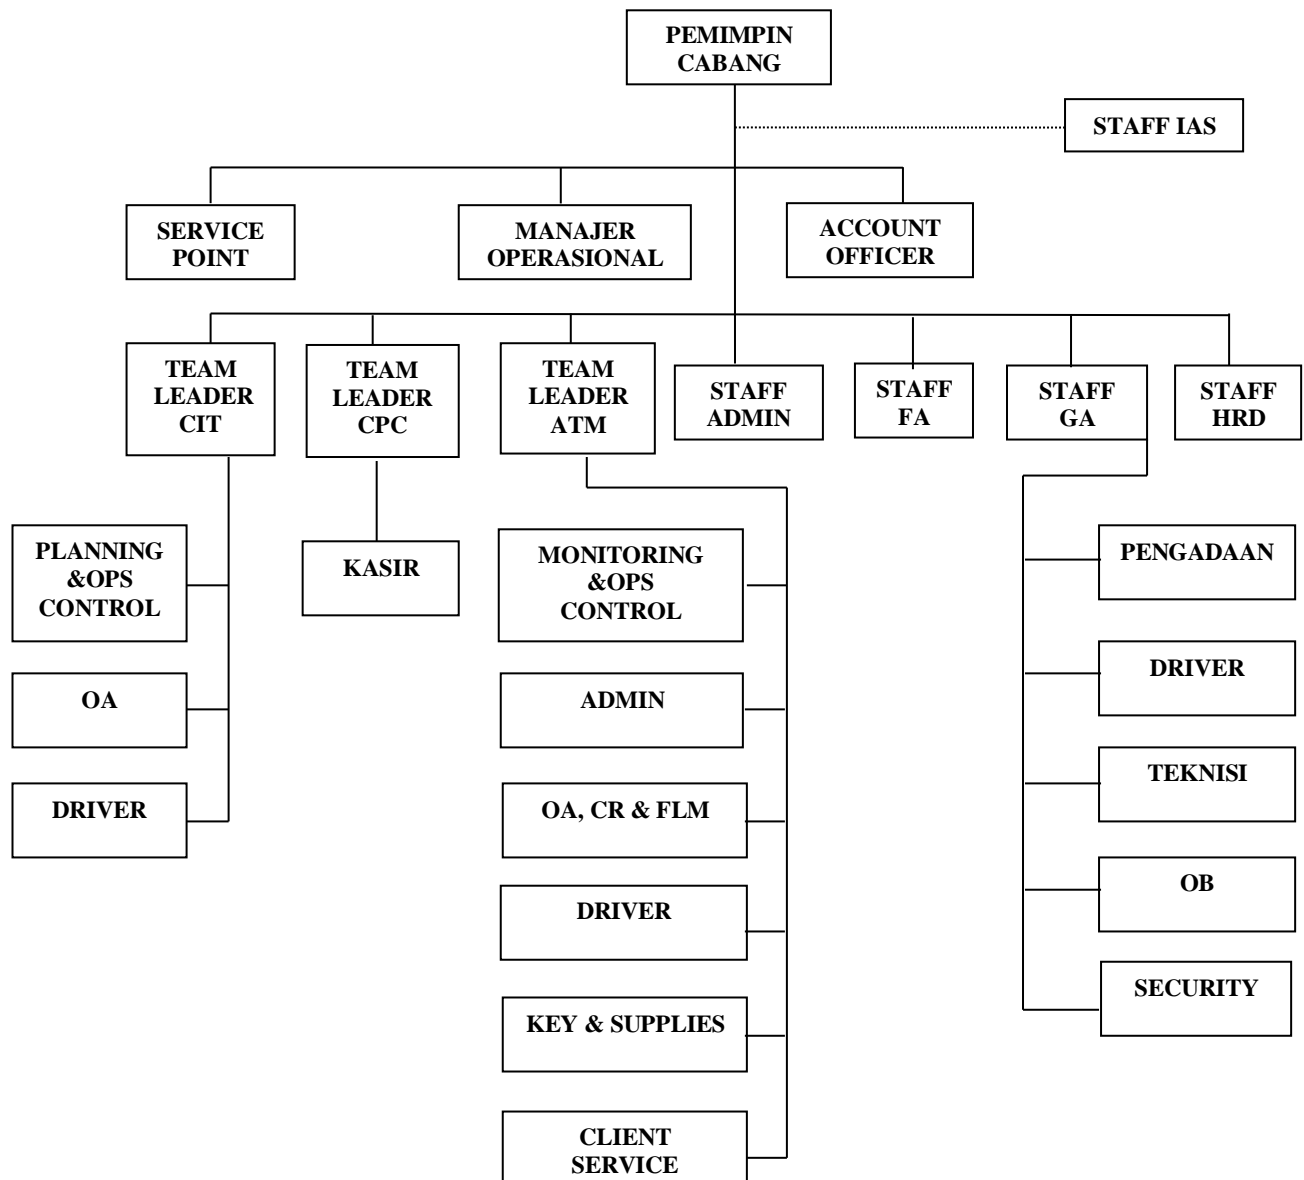 PEMIMPIN
CABANG
STAFF IAS
SERVICE
POINT
MANAJER
OPERASIONAL
ACCOUNT
OFFICER
TEAM
LEADER
CIT
TEAM
LEADER
CPC
TEAM
LEADER
ATM
STAFF
ADMIN
STAFF
FA
STAFF
GA
STAFF
HRD
PLANNING
&OPS
CONTROL
OA
DRIVER
KASIR
MONITORING
&OPS
CONTROL
ADMIN
OA, CR & FLM
DRIVER
KEY & SUPPLIES
CLIENT
SERVICE
PENGADAAN
DRIVER
TEKNISI
OB
SECURITY